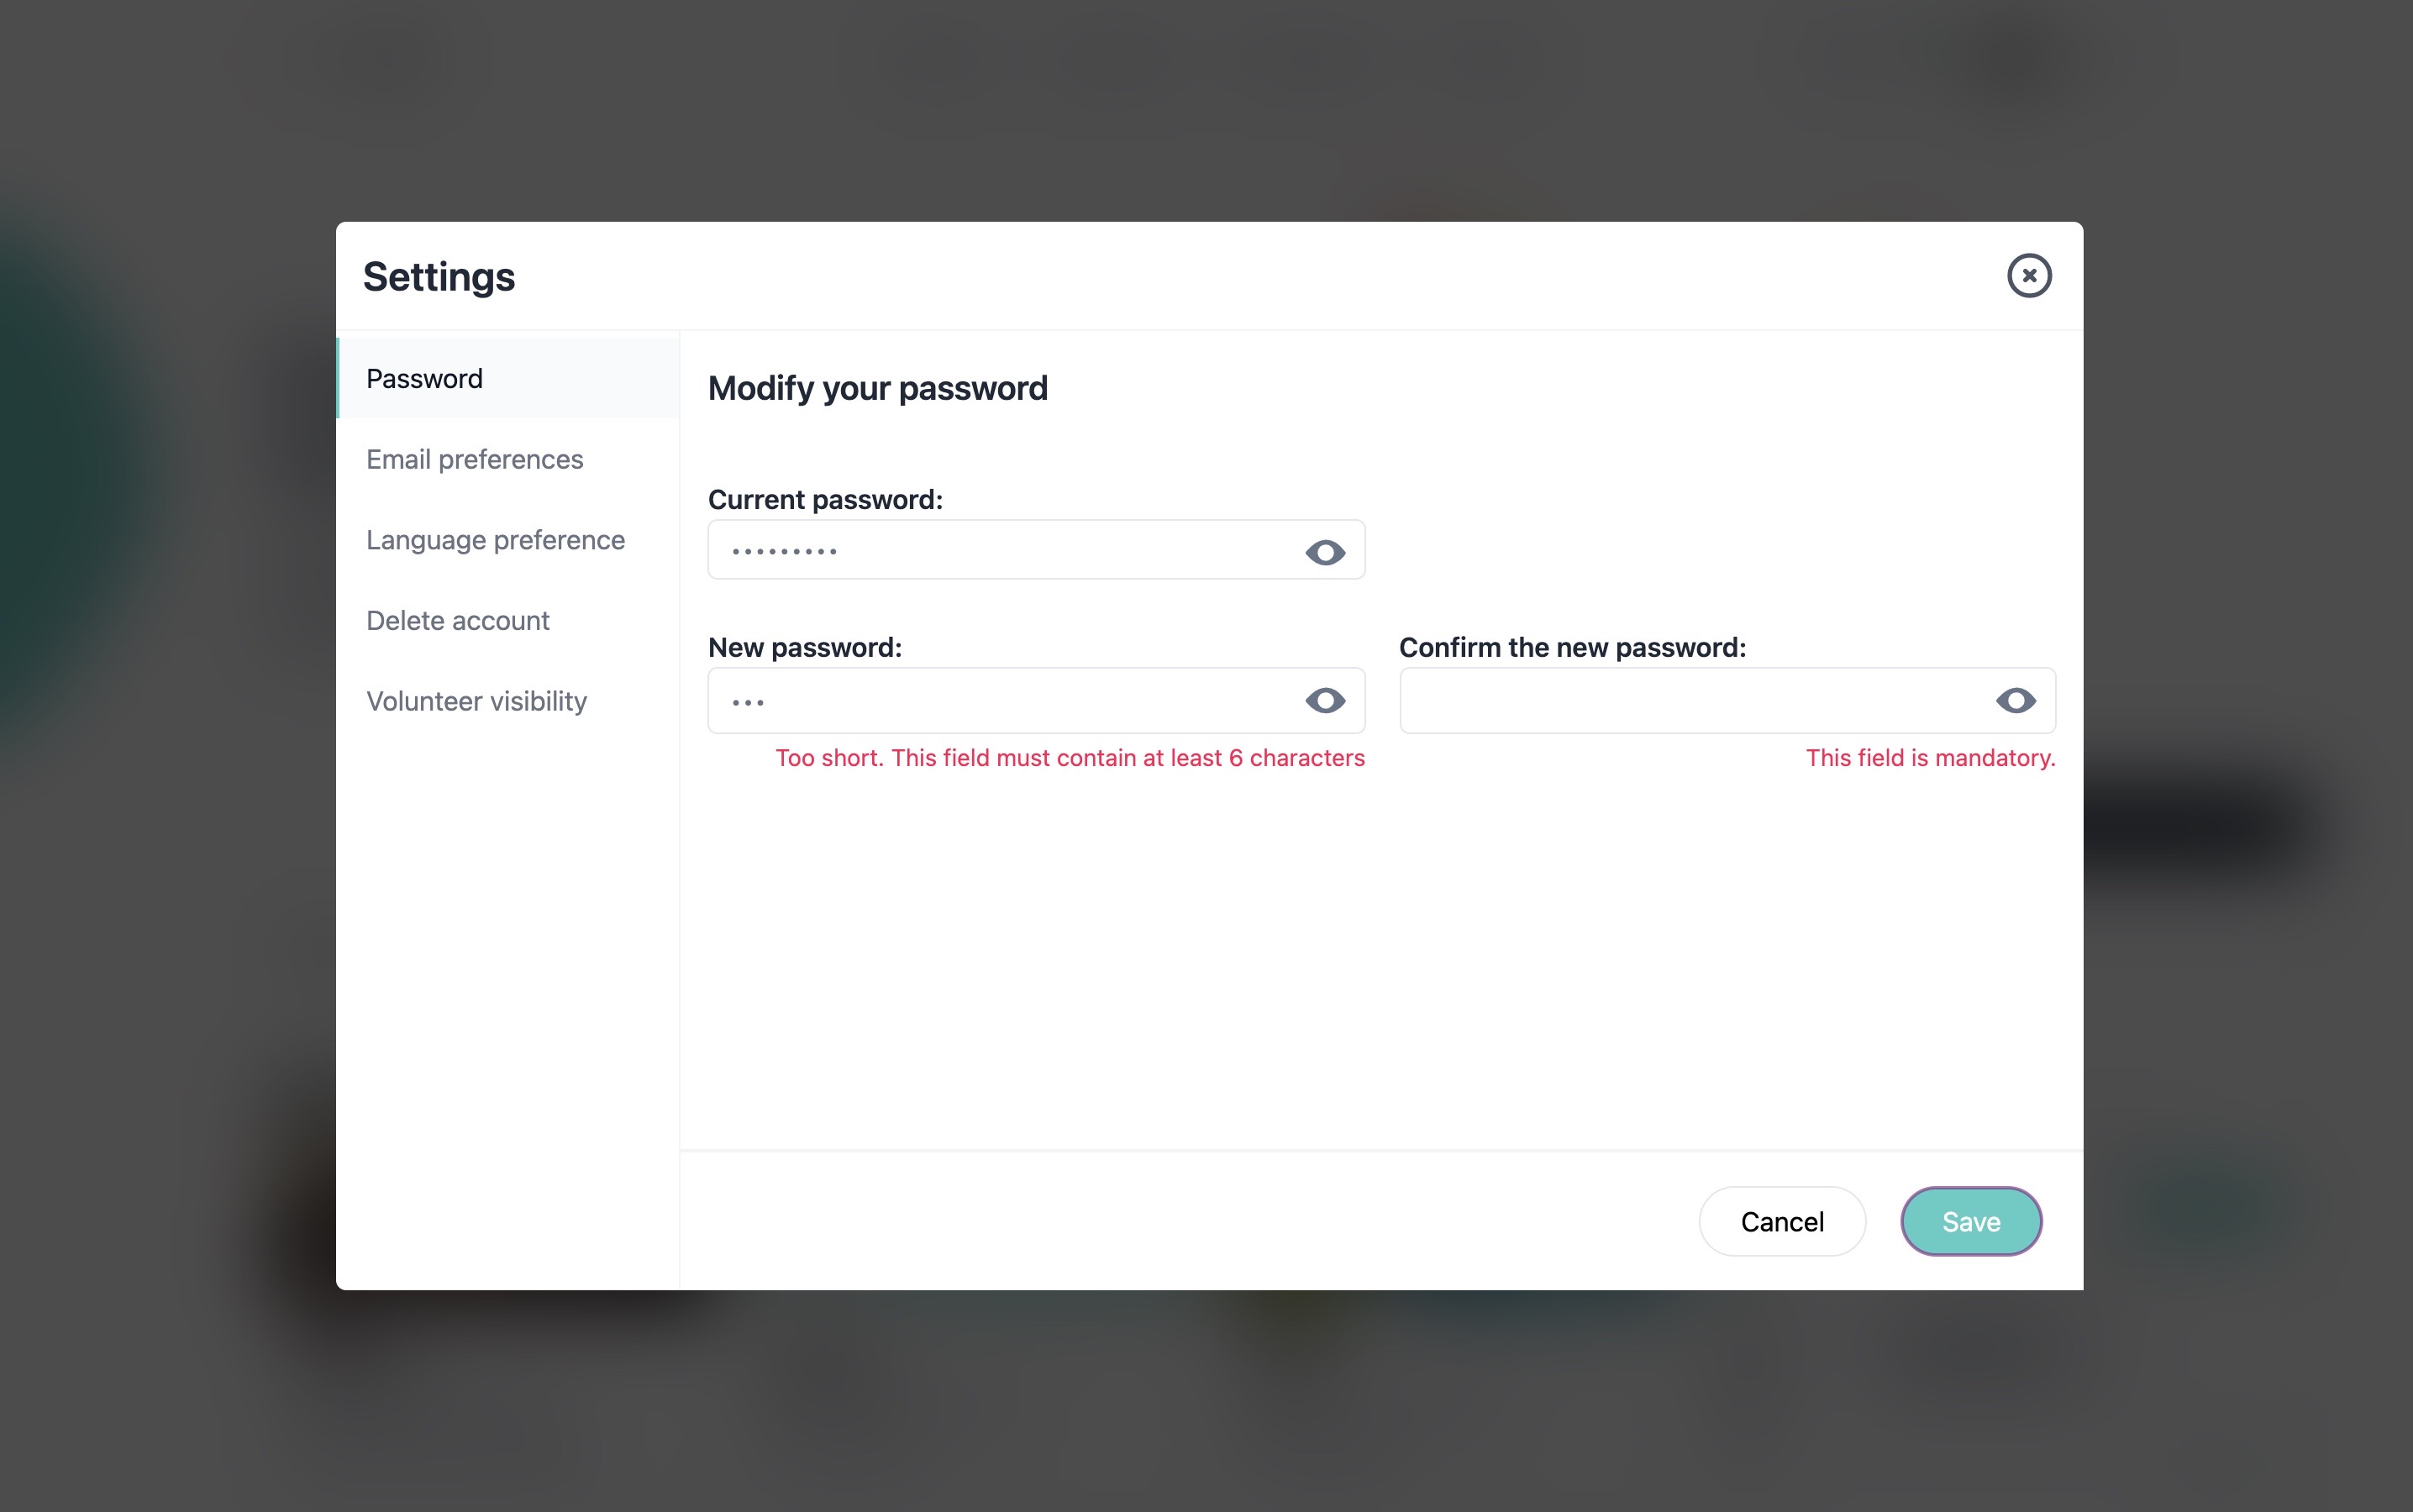 Settings
Password
Email preferences
Language preference
Delete account
Volunteer visibility
Modify your password
Current password:
•••••••••
New password:
•••
Too short. This field must contain at least 6 characters
Confirm the new password:
This field is mandatory.
Cancel
Save